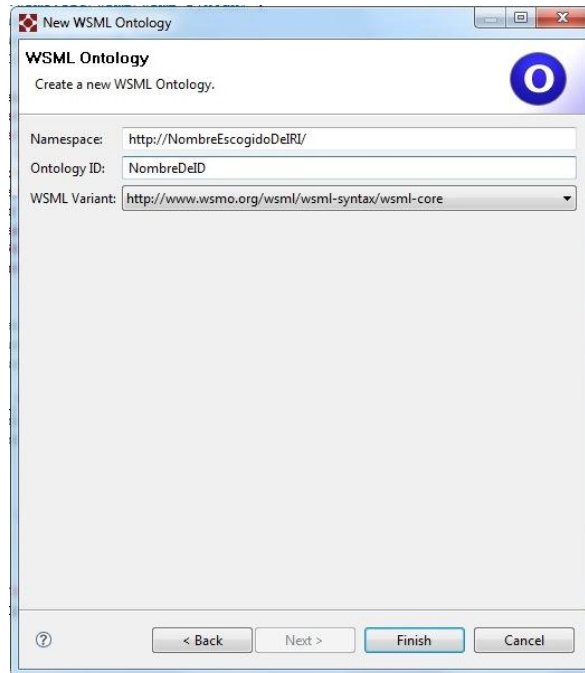 New WSML Ontology
WSML Ontology
Create a new WSML Ontology.
O
Namespace: http://NombreEscogidoDeIRI/
Ontology ID: NombreDeID
WSML Variant: http://www.wsmo.org/wsml/wsml-syntax/wsml-core
? < Back Next > Finish Cancel